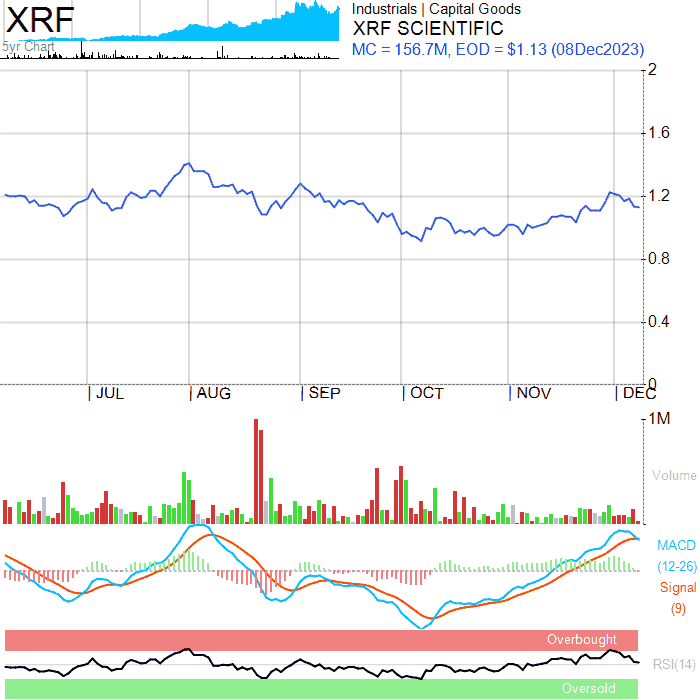 XRF
5yr Chart
Industrials | Capital Goods
XRF SCIENTIFIC
MC = 156.7M, EOD = $1.13 (08Dec2023)
2
1.6
1.2
0.8
0.4
0
JUL AUG SEP OCT NOV DEC
1M
Volume
MACD
(12-26)
Signal
(9)
Overbought
RSI(14)
Oversold